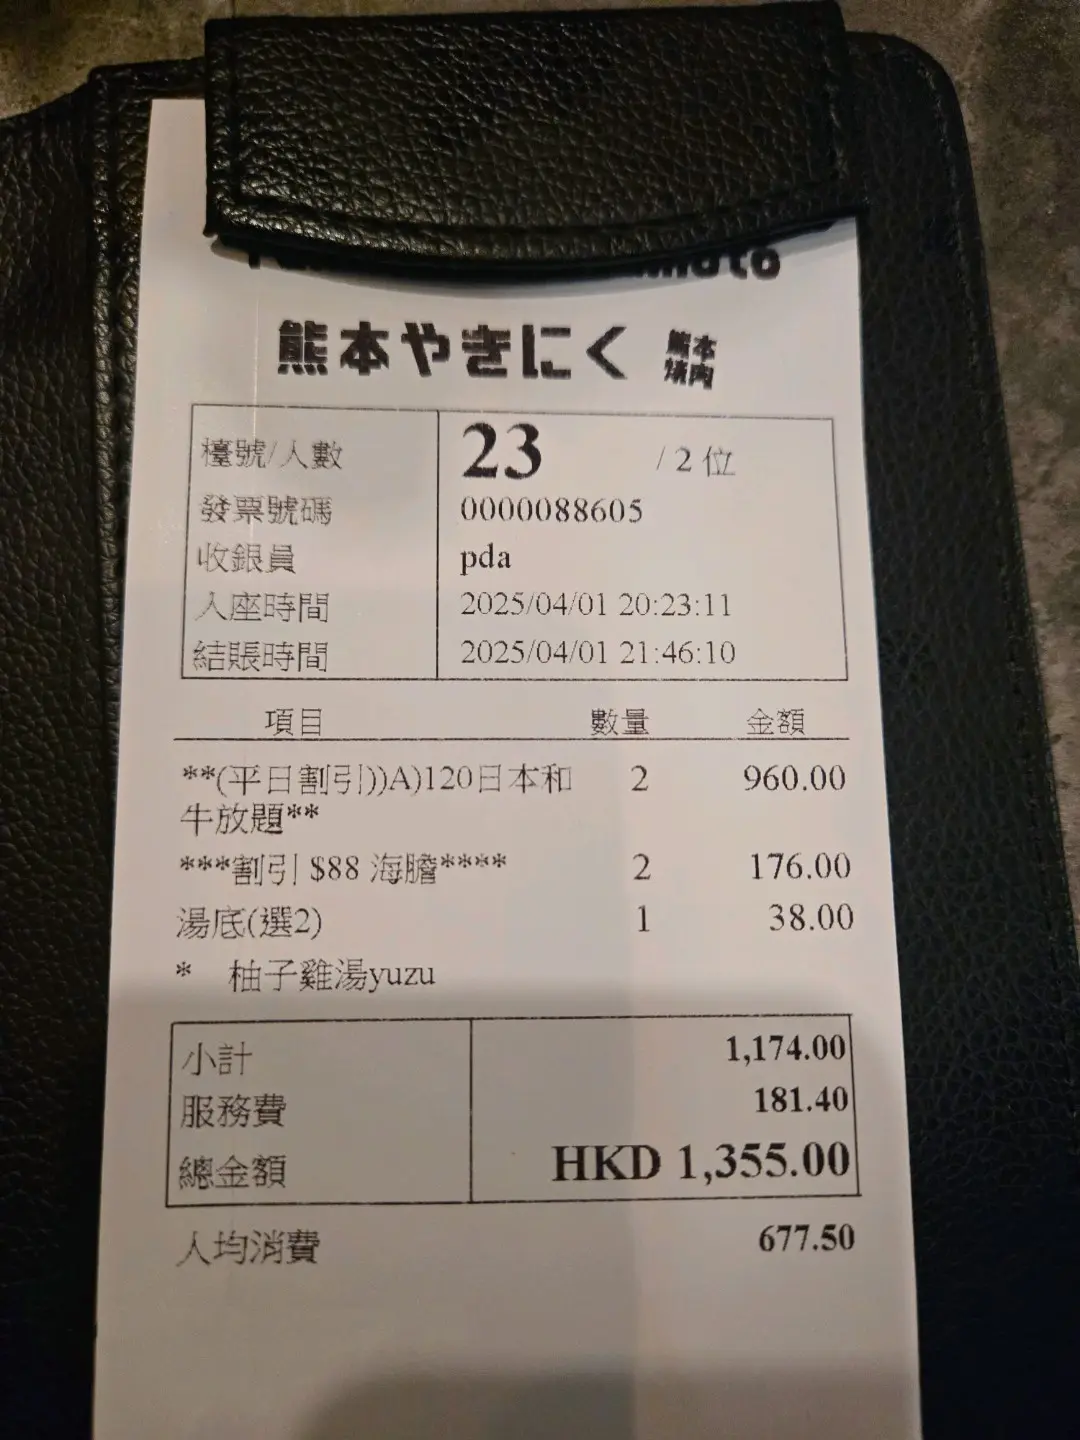 熊本やきにく 熊本焼肉
檯號/人數 23 /2位
發票號碼 0000088605
收銀員 pda
入座時間 2025/04/01 20:23:11
結賬時間 2025/04/01 21:46:10
項目 數量 金額
**(平日割引))A)120日本和 2 960.00
牛放題**
***割引 $88 海膽**** 2 176.00
湯底(選2) 1 38.00
* 柚子雞湯yuzu
小計 1,174.00
服務費 181.40
總金額 HKD 1,355.00
人均消費 677.50